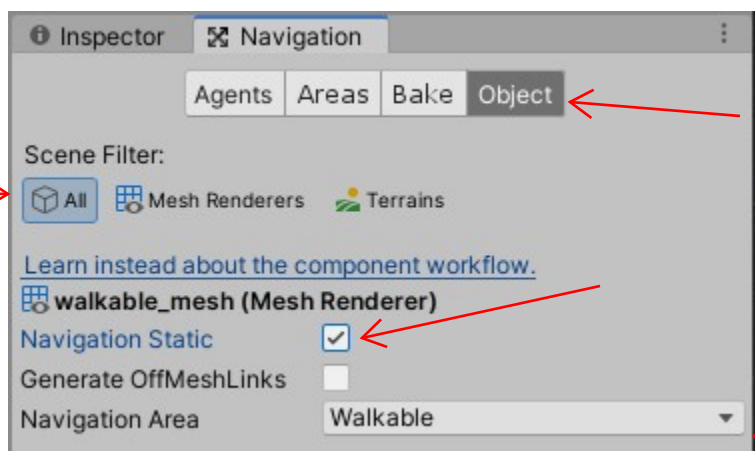 Inspector Navigation
Agents Areas Bake Object
Scene Filter:
All Mesh Renderers Terrains
Learn instead about the component workflow.
walkable_mesh (Mesh Renderer)
Navigation Static
Generate OffMeshLinks
Navigation Area Walkable